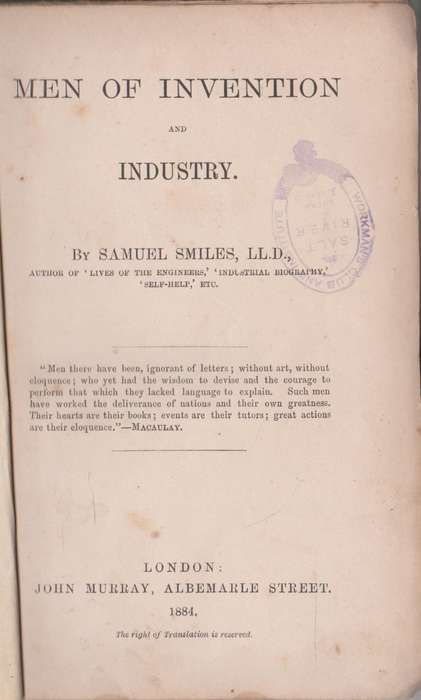 MEN OF INVENTION
AND
INDUSTRY.
BY SAMUEL SMILES, LL.D.,
AUTHOR OF 'LIVES OF THE ENGINEERS,' 'INDUSTRIAL BIOGRAPHY,'
'SELF-HELP,' ETC.
"Men there have been, ignorant of letters; without art, without
eloquence; who yet had the wisdom to devise and the courage to
perform that which they lacked language to explain. Such men
have worked the deliverance of nations and their own greatness.
Their hearts are their books; events are their tutors; great actions
are their eloquence."—MACAULAY.
LONDON:
JOHN MURRAY, ALBEMARLE STREET.
1884.
The right of Translation is reserved.
WORKMAN'S CLUB AND INSTITUTE
SALT
RIVER